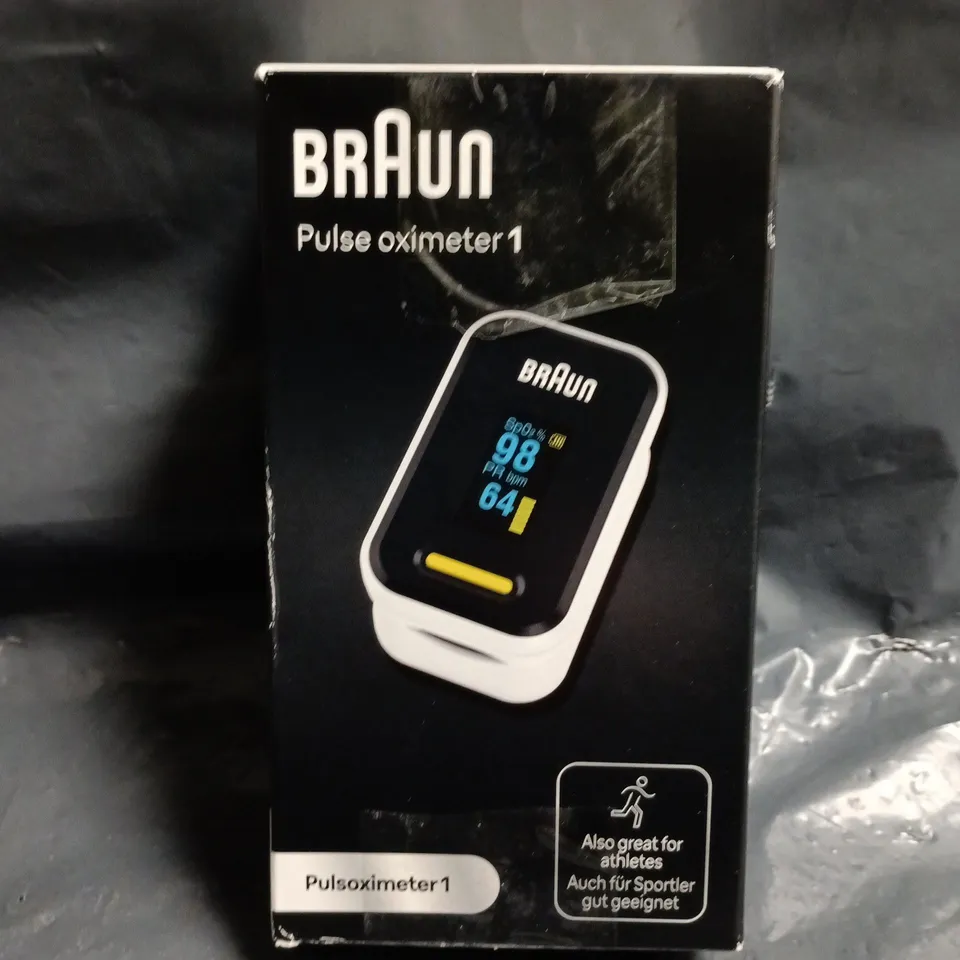 BRAUN
Pulse oximeter 1
BRAUN
SpO₂ %
98
PR bpm
64
Also great for
athletes
Auch für Sportler
gut geeignet
Pulsoximeter 1